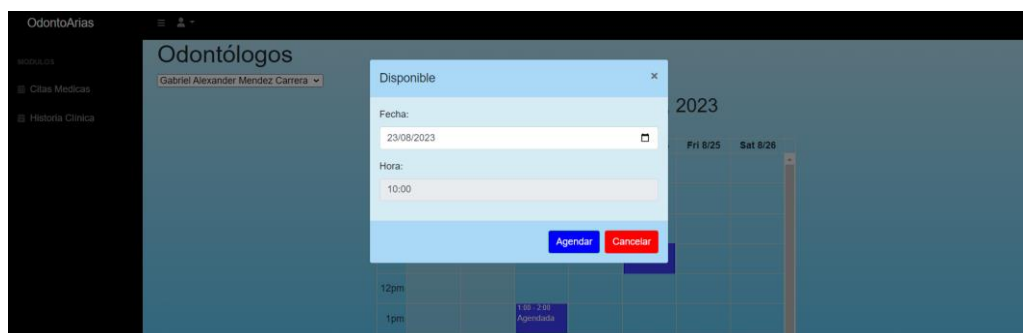 OdontoArias
MODULOS
Citas Medicas
Historia Clínica
Odontólogos
Gabriel Alexander Mendez Carrera
2023
Fri 8/25 Sat 8/26
Disponible ×
Fecha:
23/08/2023
Hora:
10:00
Agendar Cancelar
12pm
1pm
1:00 - 2:00
Agendada